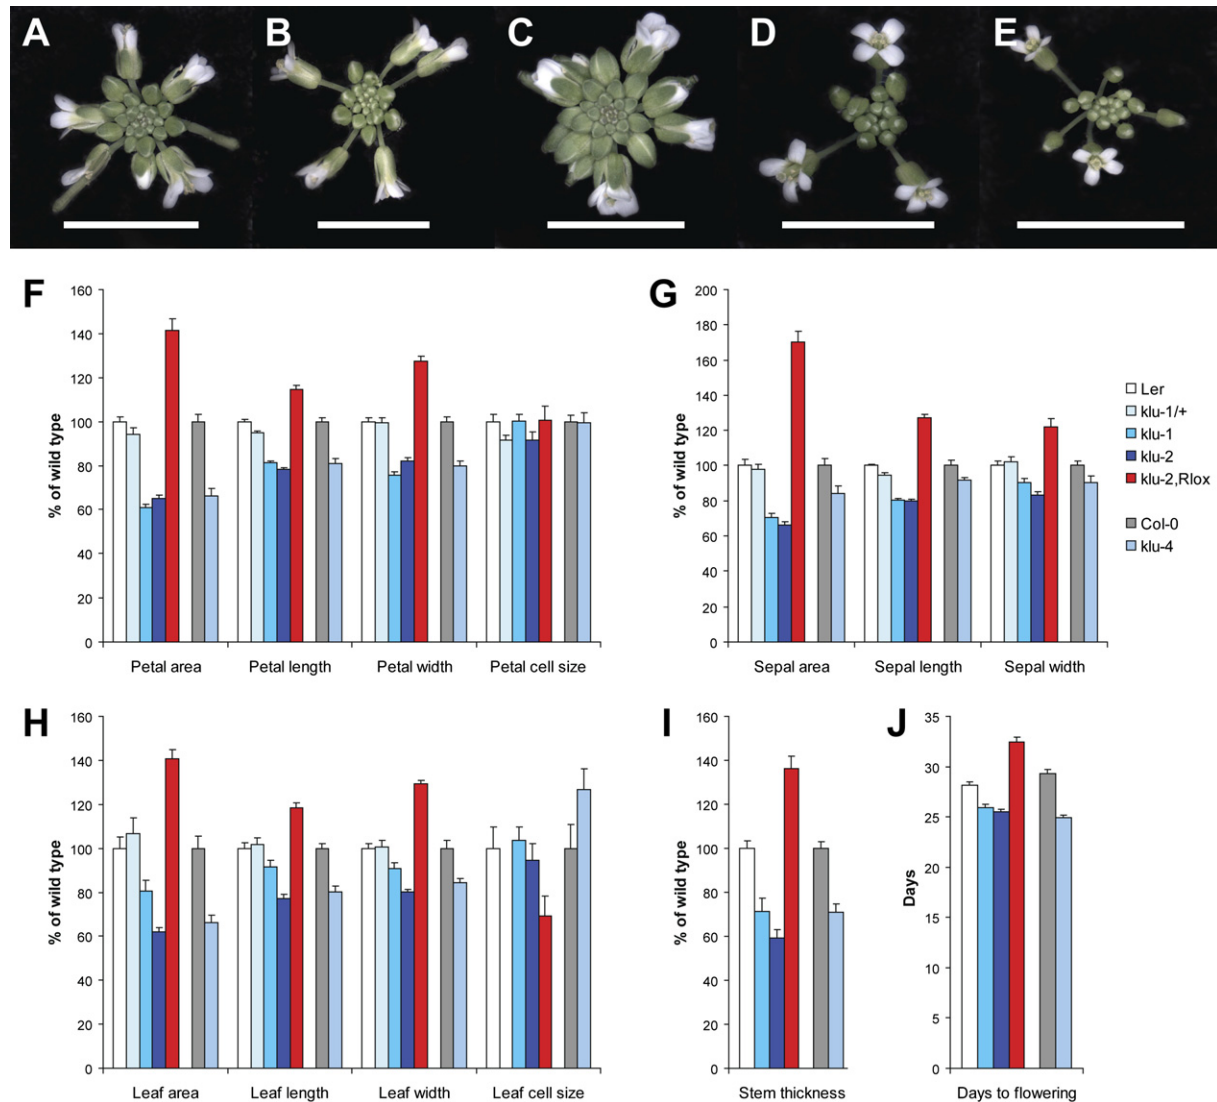 A B C D E
F
% of wild type
160
140
120
100
80
60
40
20
0
Petal area Petal length Petal width Petal cell size
G
% of wild type
200
180
160
140
120
100
80
60
40
20
0
Sepal area Sepal length Sepal width
Ler
klu-1/+
klu-1
klu-2
klu-2,Rlox
Col-0
klu-4
H
% of wild type
160
140
120
100
80
60
40
20
0
Leaf area Leaf length Leaf width Leaf cell size
I
% of wild type
160
140
120
100
80
60
40
20
0
Stem thickness
J
Days
35
30
25
20
15
10
5
0
Days to flowering